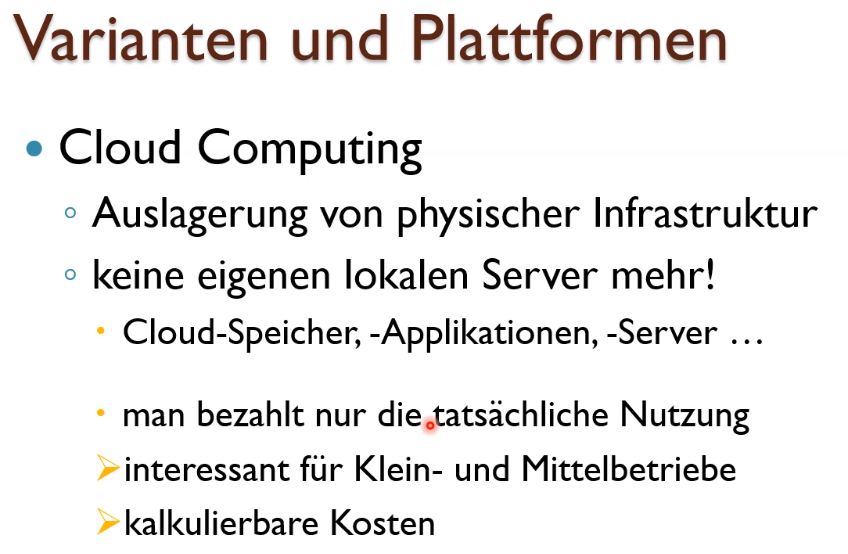 Varianten und Plattformen
Cloud Computing
Auslagerung von physischer Infrastruktur
keine eigenen lokalen Server mehr!
Cloud-Speicher, -Applikationen, -Server …
man bezahlt nur die tatsächliche Nutzung
interessant für Klein- und Mittelbetriebe
kalkulierbare Kosten